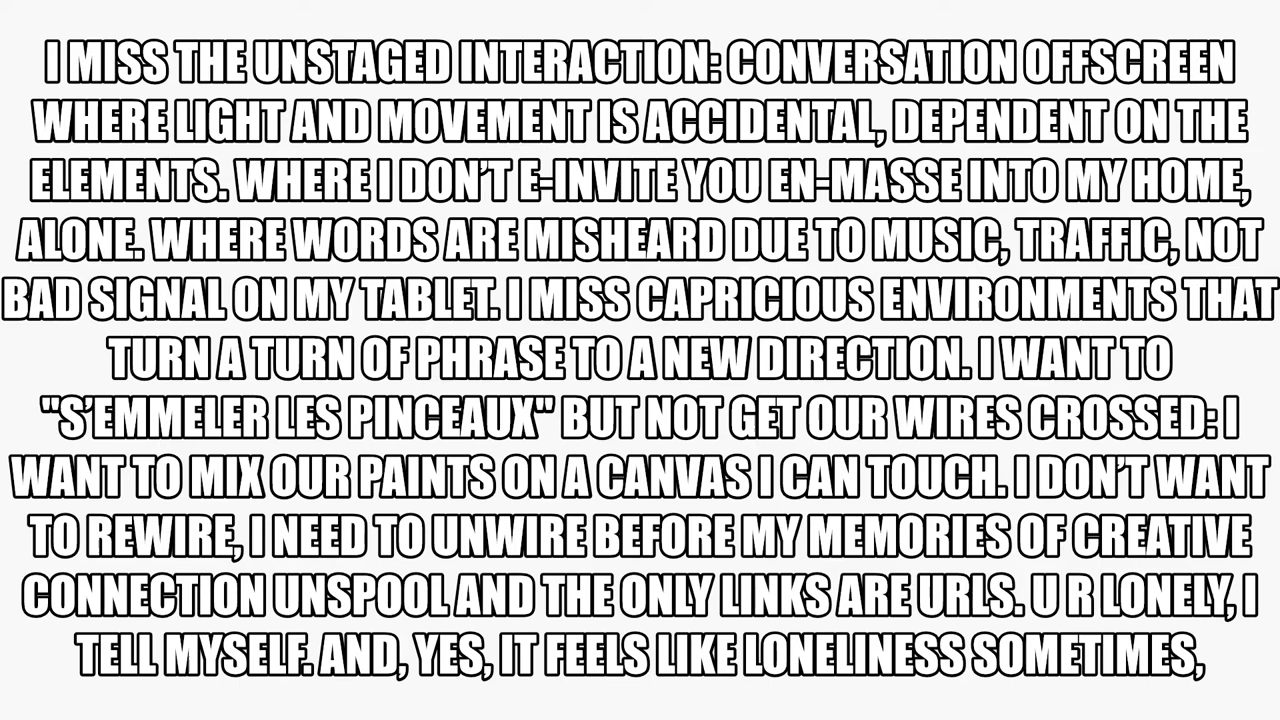 I MISS THE UNSTAGED INTERACTION: CONVERSATION OFFSCREEN
WHERE LIGHT AND MOVEMENT IS ACCIDENTAL, DEPENDENT ON THE
ELEMENTS. WHERE I DON'T E-INVITE YOU EN-MASSE INTO MY HOME,
ALONE. WHERE WORDS ARE MISHEARD DUE TO MUSIC, TRAFFIC, NOT
BAD SIGNAL ON MY TABLET. I MISS CAPRICIOUS ENVIRONMENTS THAT
TURN A TURN OF PHRASE TO A NEW DIRECTION. I WANT TO
"S'EMMELER LES PINCEAUX" BUT NOT GET OUR WIRES CROSSED: I
WANT TO MIX OUR PAINTS ON A CANVAS I CAN TOUCH. I DON'T WANT
TO REWIRE, I NEED TO UNWIRE BEFORE MY MEMORIES OF CREATIVE
CONNECTION UNSPOOL AND THE ONLY LINKS ARE URLS. U R LONELY, I
TELL MYSELF. AND, YES, IT FEELS LIKE LONELINESS SOMETIMES,